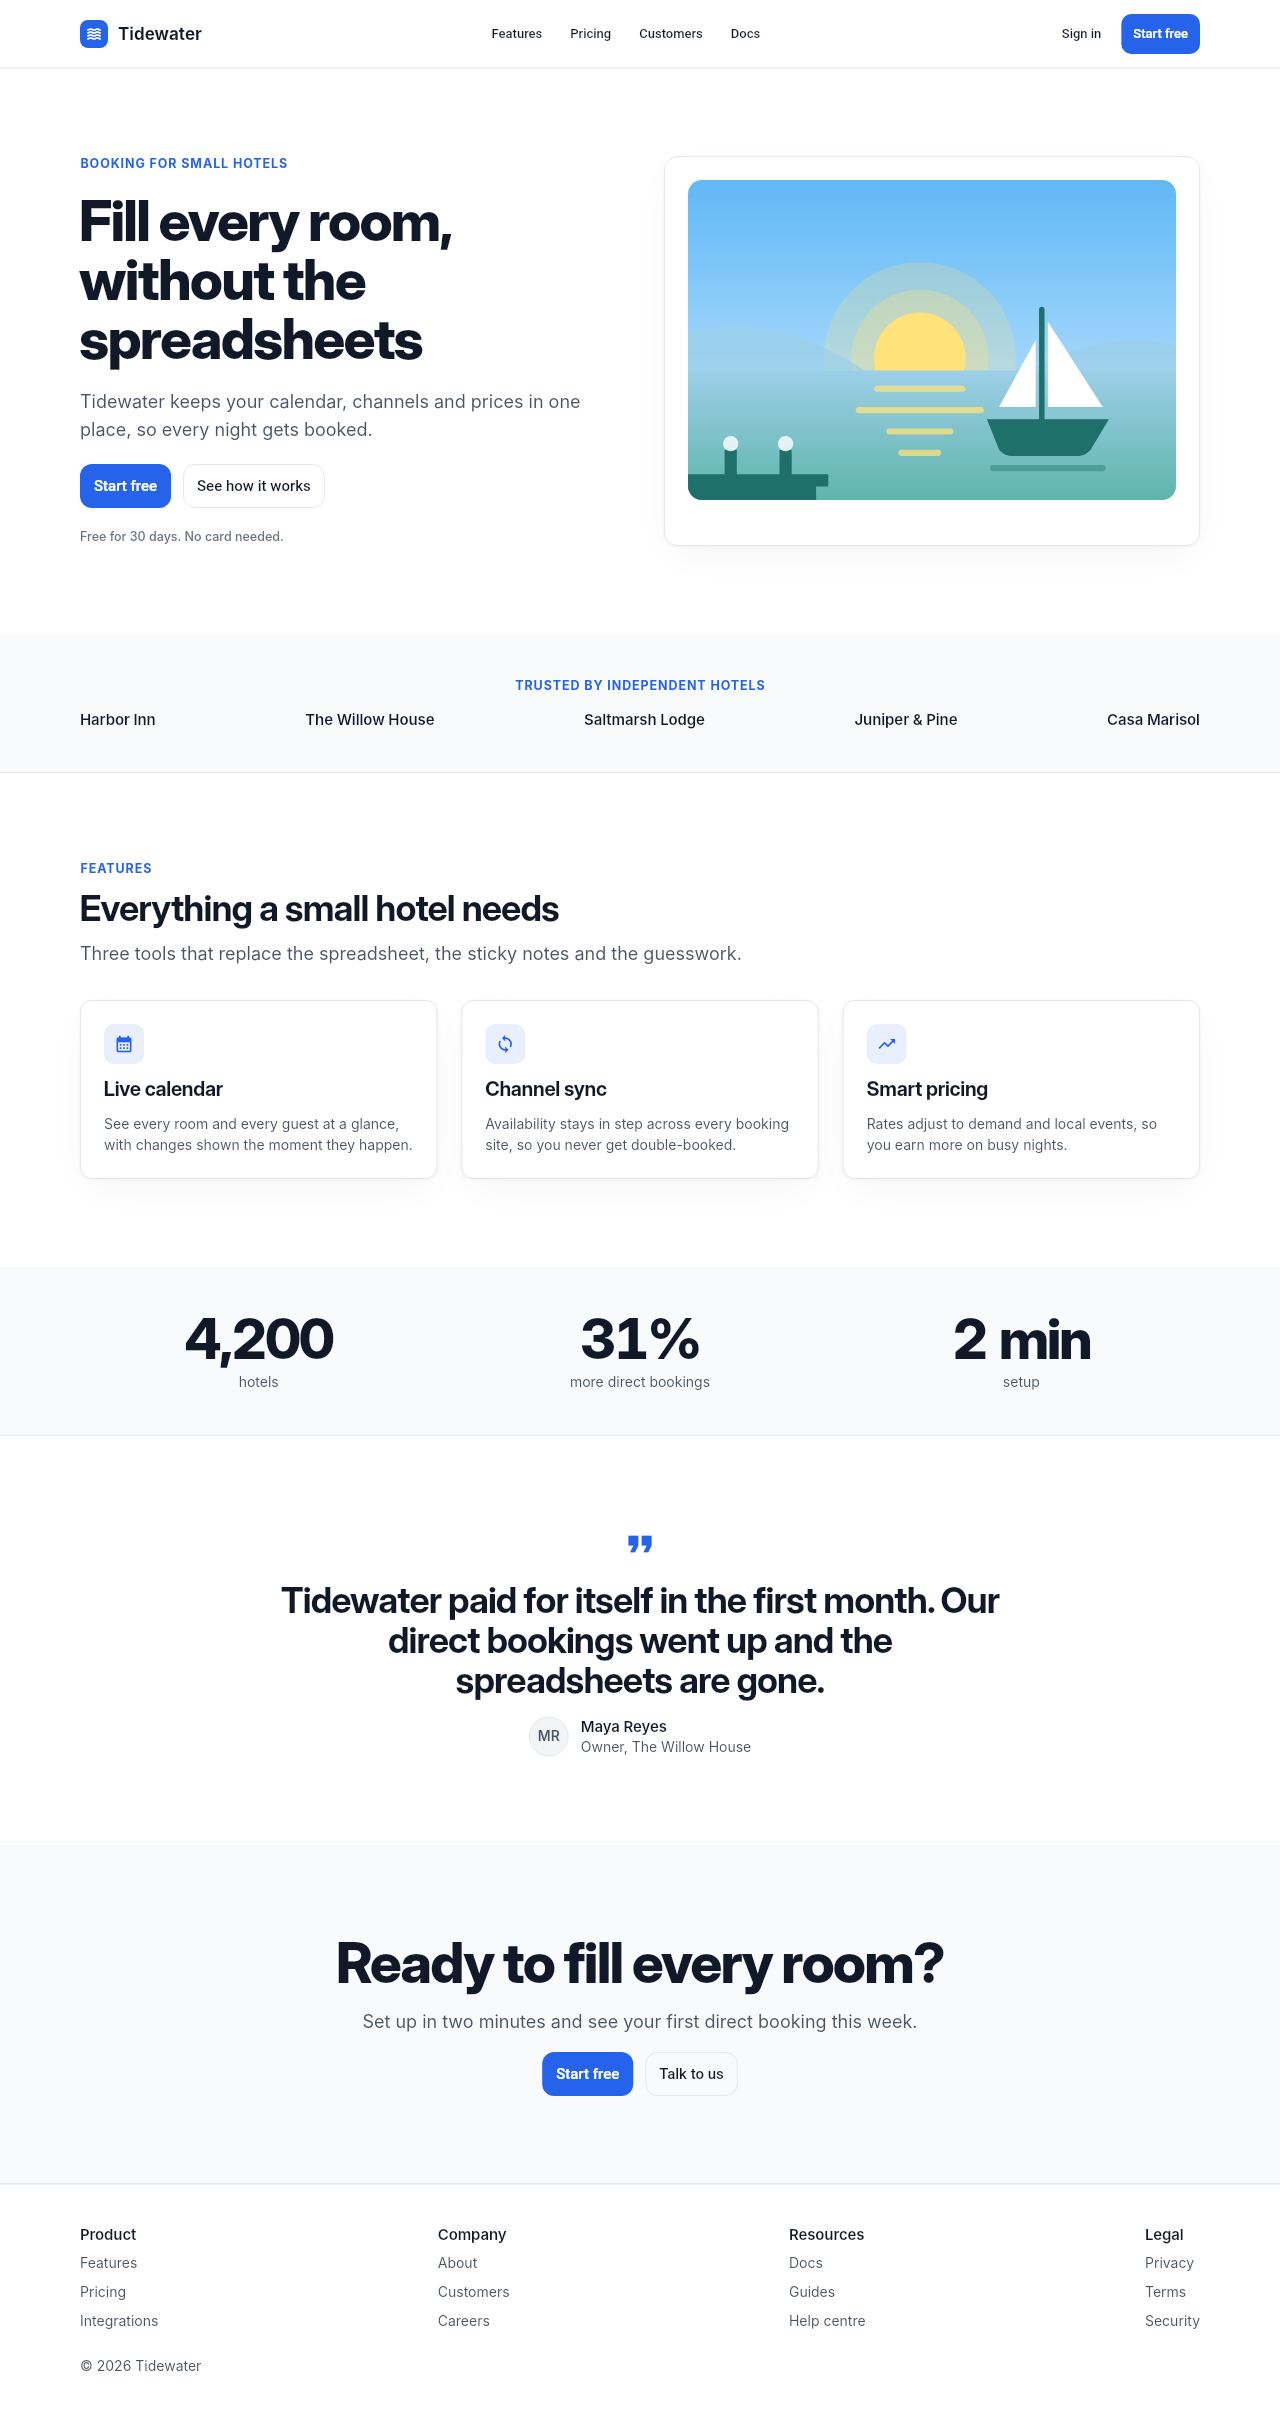 Tidewater
Features
Pricing
Customers
Docs
Sign in
Start free
BOOKING FOR SMALL HOTELS
Fill every room,
without the
spreadsheets
Tidewater keeps your calendar, channels and prices in one
place, so every night gets booked.
Start free
See how it works
Free for 30 days. No card needed.
TRUSTED BY INDEPENDENT HOTELS
Harbor Inn
The Willow House
Saltmarsh Lodge
Juniper & Pine
Casa Marisol
FEATURES
Everything a small hotel needs
Three tools that replace the spreadsheet, the sticky notes and the guesswork.
Live calendar
See every room and every guest at a glance,
with changes shown the moment they happen.
Channel sync
Availability stays in step across every booking
site, so you never get double-booked.
Smart pricing
Rates adjust to demand and local events, so
you earn more on busy nights.
4,200
hotels
31%
more direct bookings
2 min
setup
Tidewater paid for itself in the first month. Our
direct bookings went up and the
spreadsheets are gone.
MR
Maya Reyes
Owner, The Willow House
Ready to fill every room?
Set up in two minutes and see your first direct booking this week.
Start free
Talk to us
Product
Features
Pricing
Integrations
Company
About
Customers
Careers
Resources
Docs
Guides
Help centre
Legal
Privacy
Terms
Security
© 2026 Tidewater